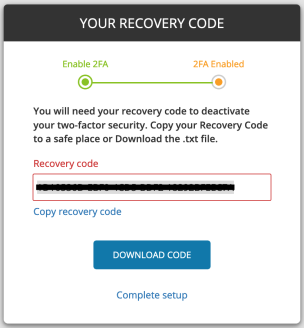 YOUR RECOVERY CODE
Enable 2FA 2FA Enabled
You will need your recovery code to deactivate
your two-factor security. Copy your Recovery Code
to a safe place or Download the .txt file.
Recovery code
Copy recovery code
DOWNLOAD CODE
Complete setup